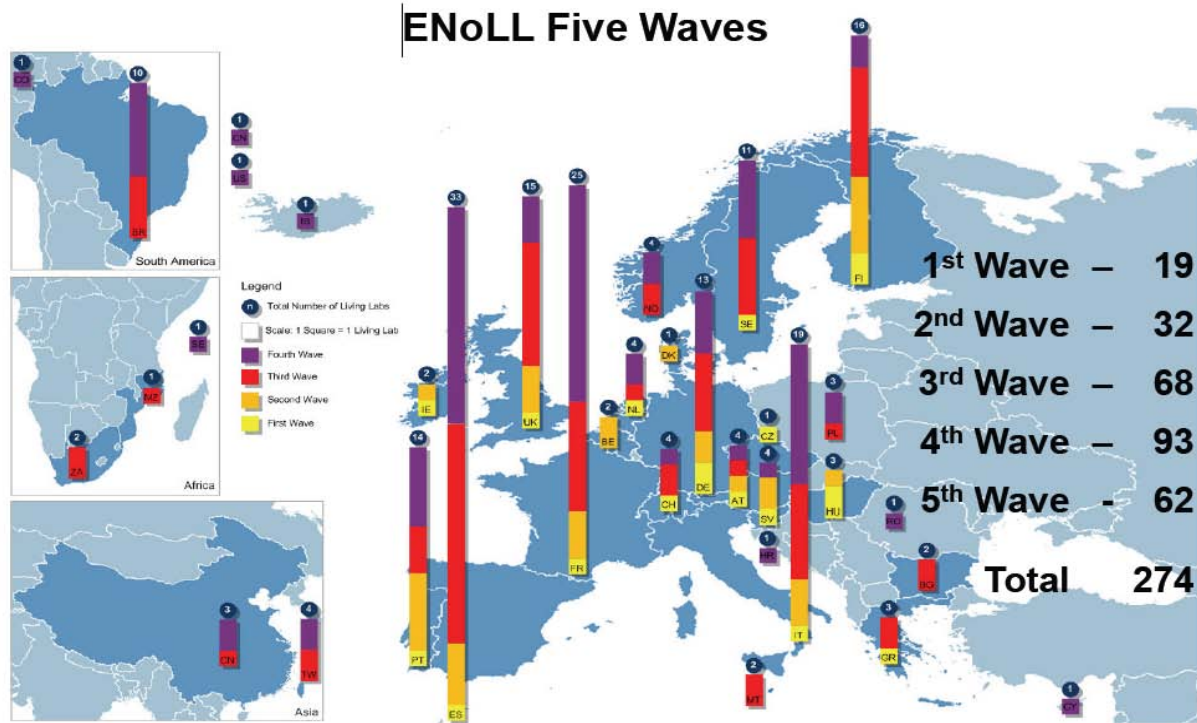 ENoLL Five Waves
1
CO
10
BR
South America
1
CN
1
US
1
IS
Legend
n Total Number of Living Labs
Scale: 1 Square = 1 Living Lab
Fourth Wave
Third Wave
Second Wave
First Wave
1
SE
1
MZ
2
ZA
Africa
3
CN
4
TW
Asia
14
PT
2
IE
33
ES
15
UK
25
FR
2
BE
4
NL
4
NO
1
DK
11
SE
13
DE
4
CH
4
AT
1
CZ
4
SV
1
HR
19
IT
3
PL
3
HU
16
FI
1
RO
2
BG
3
GR
2
MT
1
CY
1st Wave – 19
2nd Wave – 32
3rd Wave – 68
4th Wave – 93
5th Wave - 62
Total 274